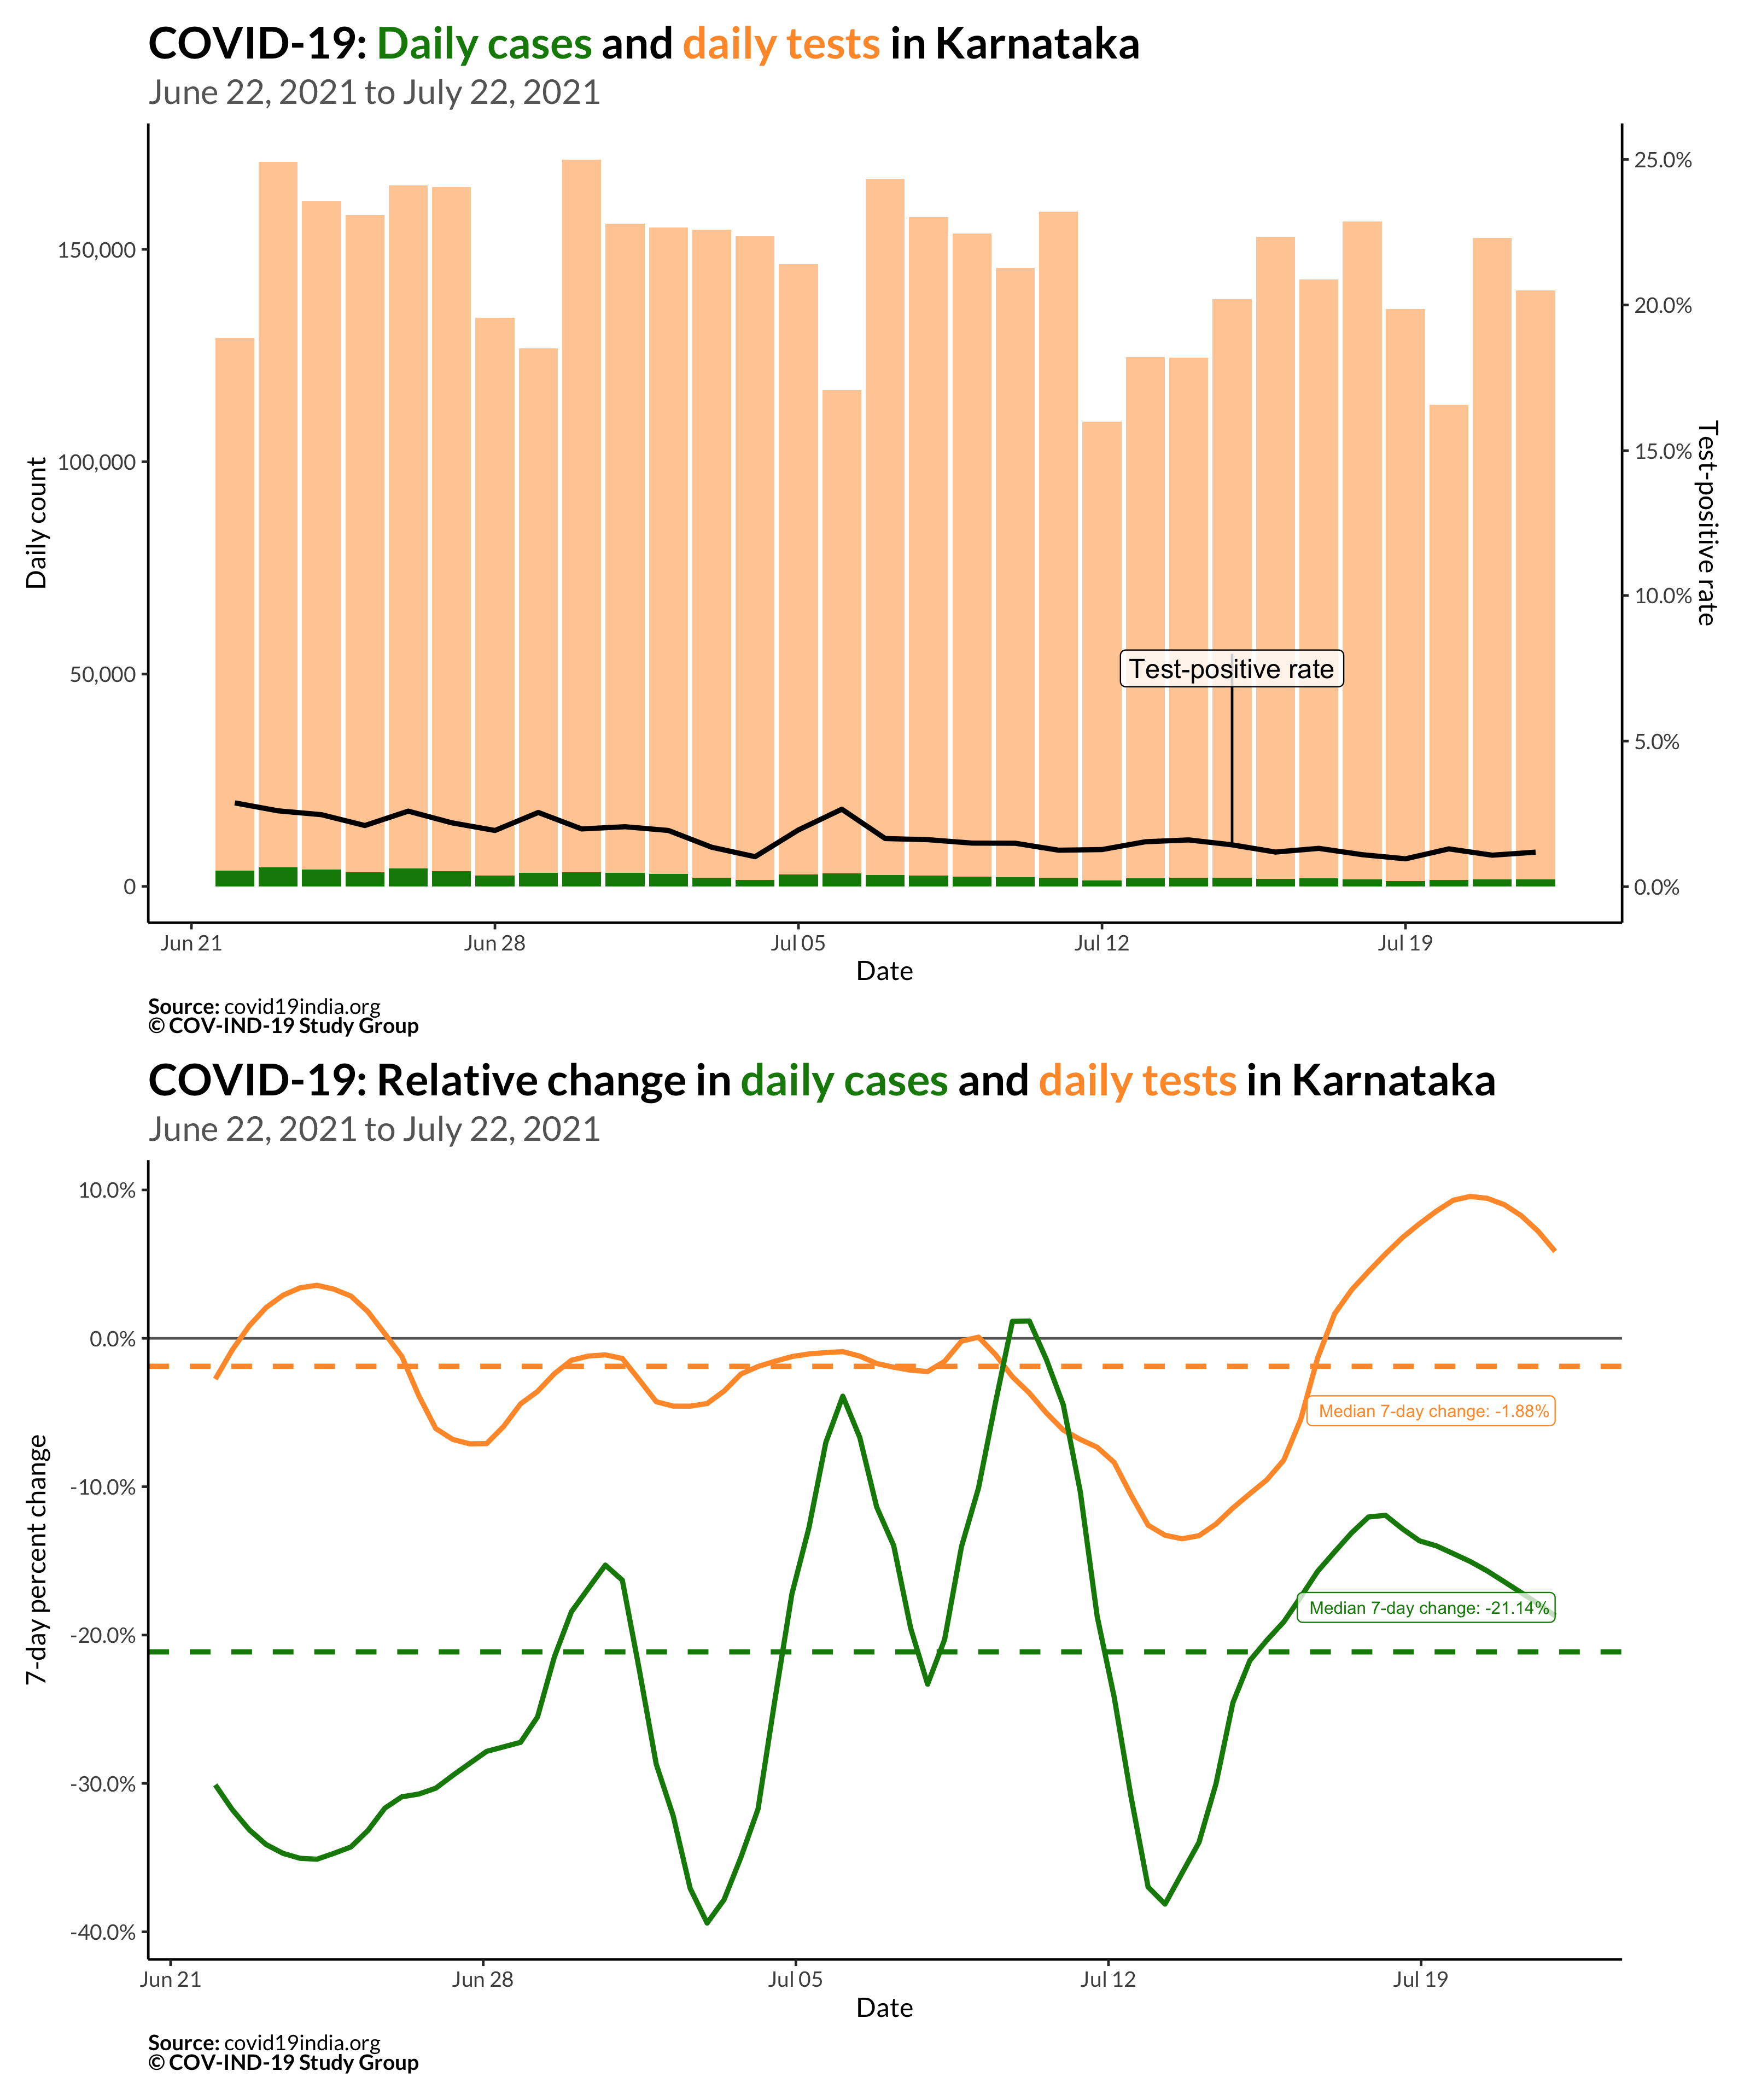 COVID-19: Daily cases and daily tests in Karnataka
June 22, 2021 to July 22, 2021
Daily count
150,000
100,000
50,000
0
25.0%
20.0%
15.0%
10.0%
5.0%
0.0%
Test-positive rate
Test-positive rate
Jun 21
Jun 28
Jul 05
Jul 12
Jul 19
Date
Source: covid19india.org
© COV-IND-19 Study Group
COVID-19: Relative change in daily cases and daily tests in Karnataka
June 22, 2021 to July 22, 2021
7-day percent change
10.0%
0.0%
-10.0%
-20.0%
-30.0%
-40.0%
Median 7-day change: -1.88%
Median 7-day change: -21.14%
Jun 21
Jun 28
Jul 05
Jul 12
Jul 19
Date
Source: covid19india.org
© COV-IND-19 Study Group